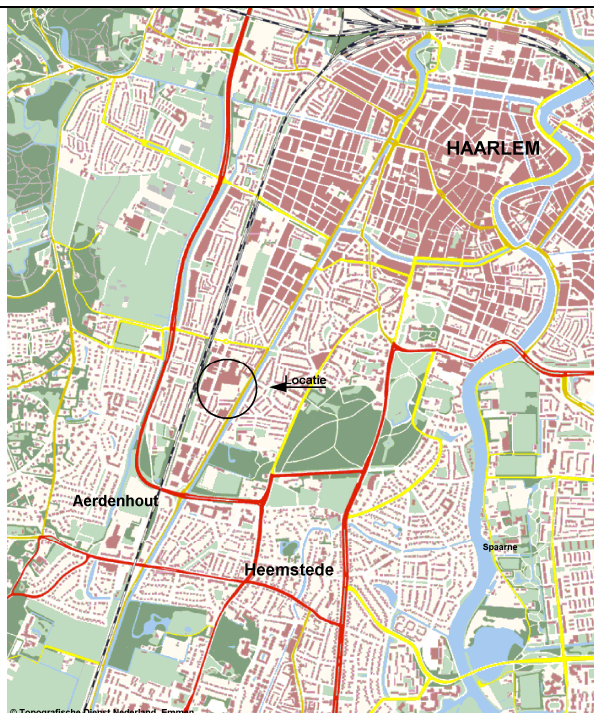 HAARLEM
Locatie
Aerdenhout
Spaarne
Heemstede
© Topografische Dienst Nederland, Emmen